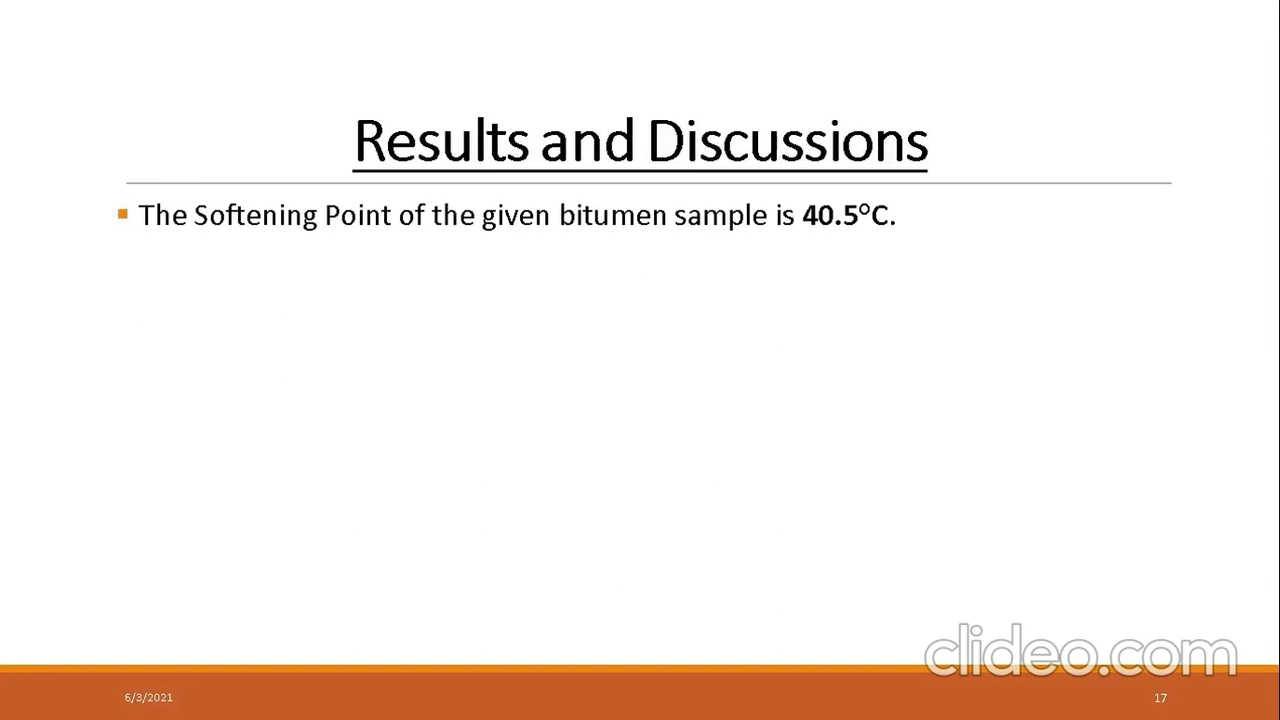 Results and Discussions
The Softening Point of the given bitumen sample is 40.5°C.
clideo.com
6/3/2021
17